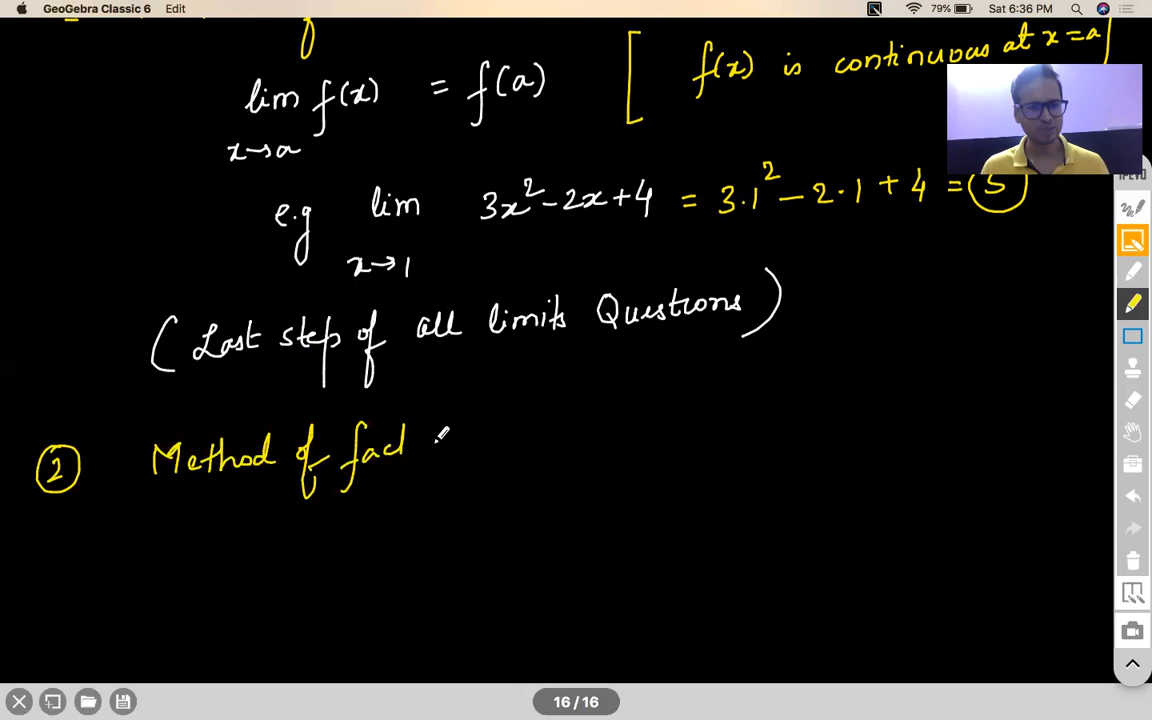 GeoGebra Classic 6 Edit 79% Sat 6:36 PM
lim f(x) = f(a) [ f(x) is continuous at x=a ]
x→a
e.g lim 3x²-2x+4 = 3.1² - 2.1 + 4 = 5
x→1
(Last step of all limits Questions)
2 Method of fact
16 / 16